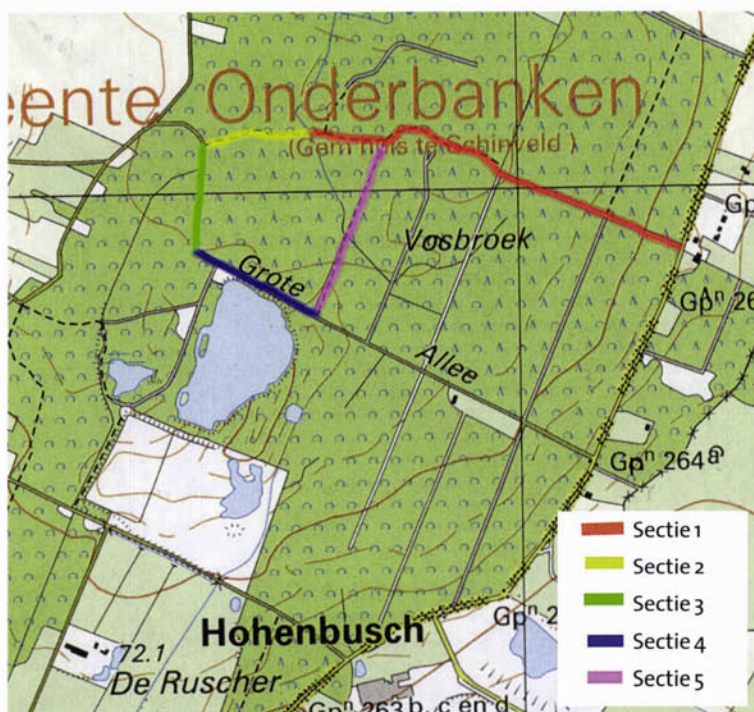 eente Onderbanken
(Gem huis te Schinveld)
Vosbroek
Grote
Allee
Gp
Gpⁿ 26
Gpⁿ 264ᵃ
Sectie 1
Sectie 2
Sectie 3
Sectie 4
Sectie 5
Hohenbusch
Gpⁿ 2
72.1
De Ruscher
Gpⁿ 263 b, c en d